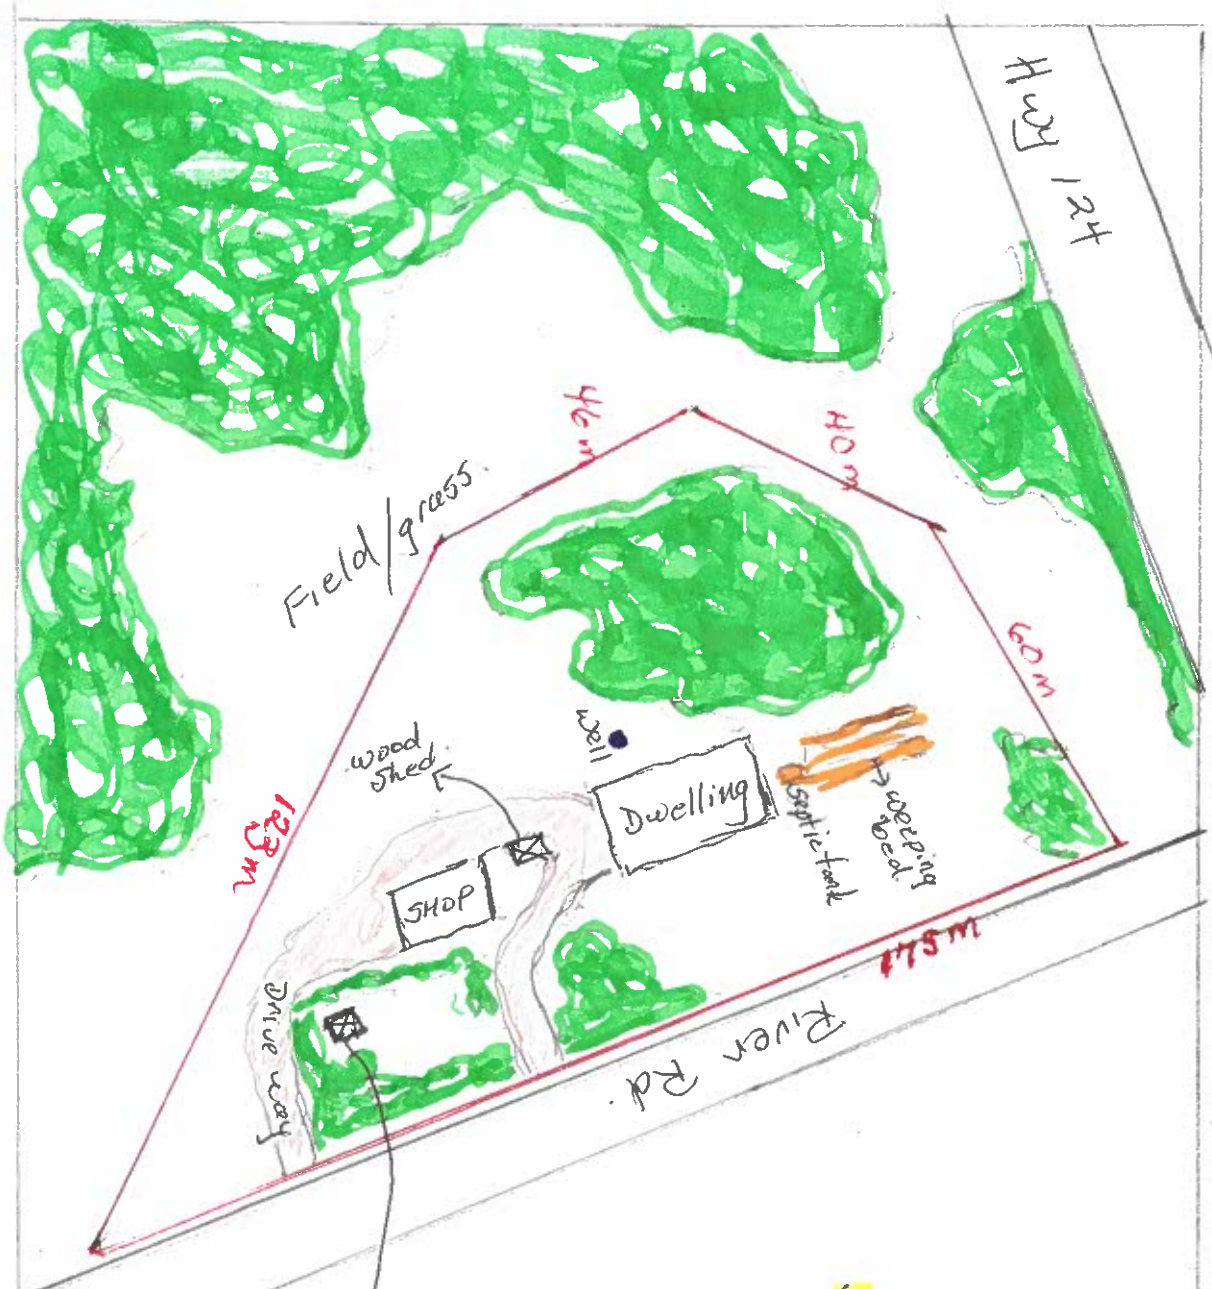 Hwy 124
46m
40m
Field/grass.
60m
well
wood
shed
Dwelling
123m
septic tank
weeping
bed.
SHOP
175m
Drive way
River Rd.